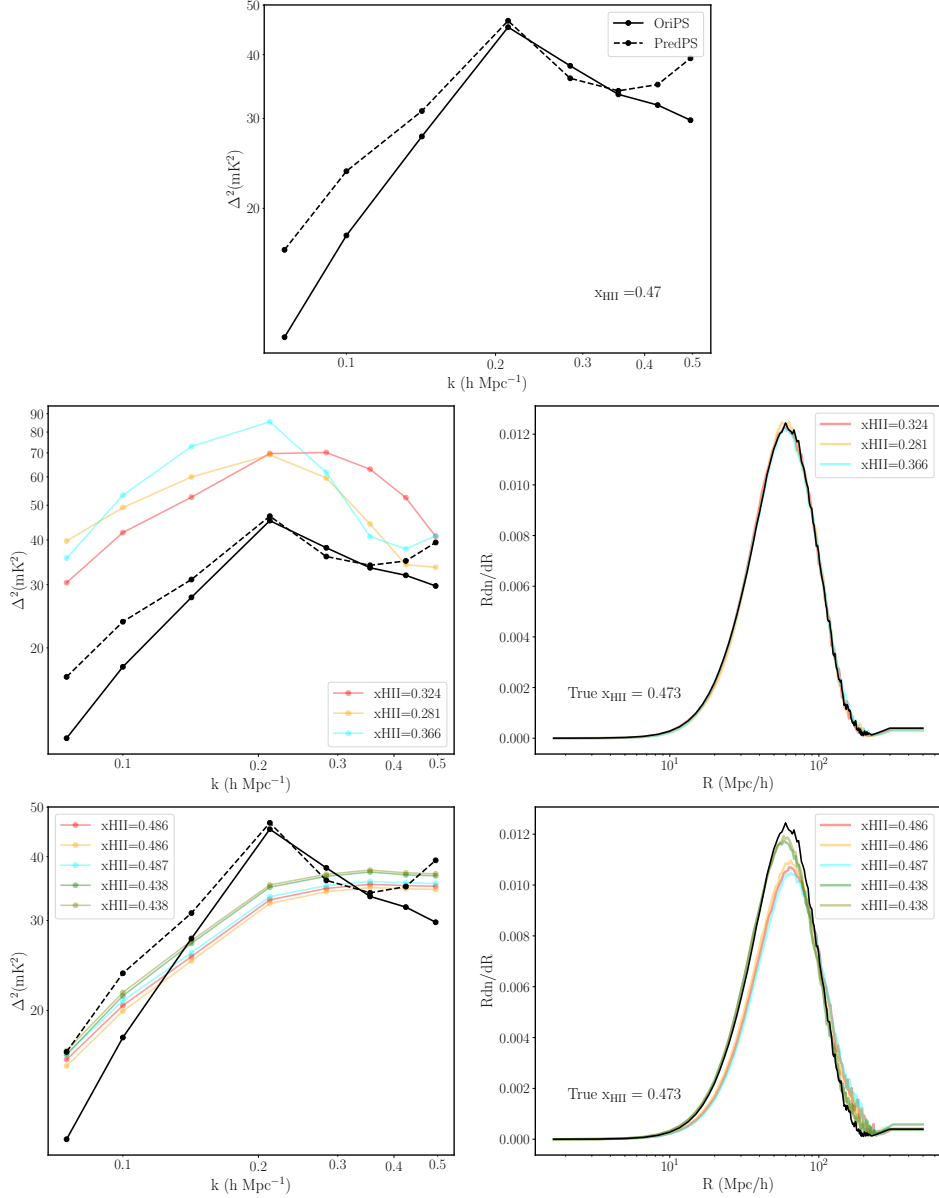 50
40
30
20
Δ²(mK²)
OriPS
PredPS
x_HII =0.47
0.1
0.2
0.3
0.4
0.5
k (h Mpc⁻¹)
90
80
70
60
50
40
30
20
Δ²(mK²)
xHII=0.324
xHII=0.281
xHII=0.366
0.1
0.2
0.3
0.4
0.5
k (h Mpc⁻¹)
0.012
0.010
0.008
0.006
0.004
0.002
0.000
Rdn/dR
xHII=0.324
xHII=0.281
xHII=0.366
True x_HII = 0.473
10¹
10²
R (Mpc/h)
50
40
30
20
Δ²(mK²)
xHII=0.486
xHII=0.486
xHII=0.487
xHII=0.438
xHII=0.438
0.1
0.2
0.3
0.4
0.5
k (h Mpc⁻¹)
0.012
0.010
0.008
0.006
0.004
0.002
0.000
Rdn/dR
xHII=0.486
xHII=0.486
xHII=0.487
xHII=0.438
xHII=0.438
True x_HII = 0.473
10¹
10²
R (Mpc/h)